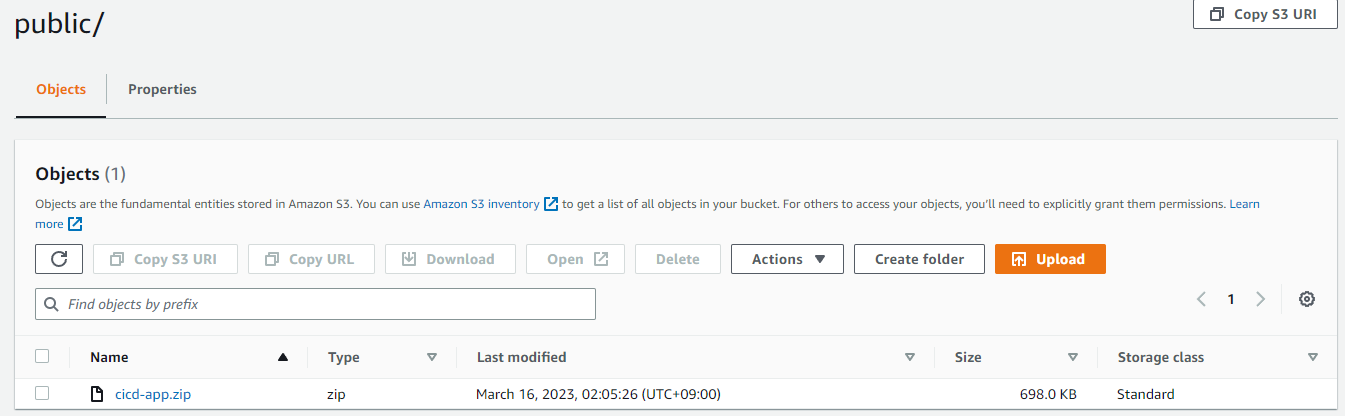 public/
Copy S3 URI
Objects
Properties
Objects (1)
Objects are the fundamental entities stored in Amazon S3. You can use Amazon S3 inventory to get a list of all objects in your bucket. For others to access your objects, you'll need to explicitly grant them permissions. Learn
more
Copy S3 URI Copy URL Download Open Delete Actions Create folder Upload
Find objects by prefix
1
Name Type Last modified Size Storage class
cicd-app.zip zip March 16, 2023, 02:05:26 (UTC+09:00) 698.0 KB Standard